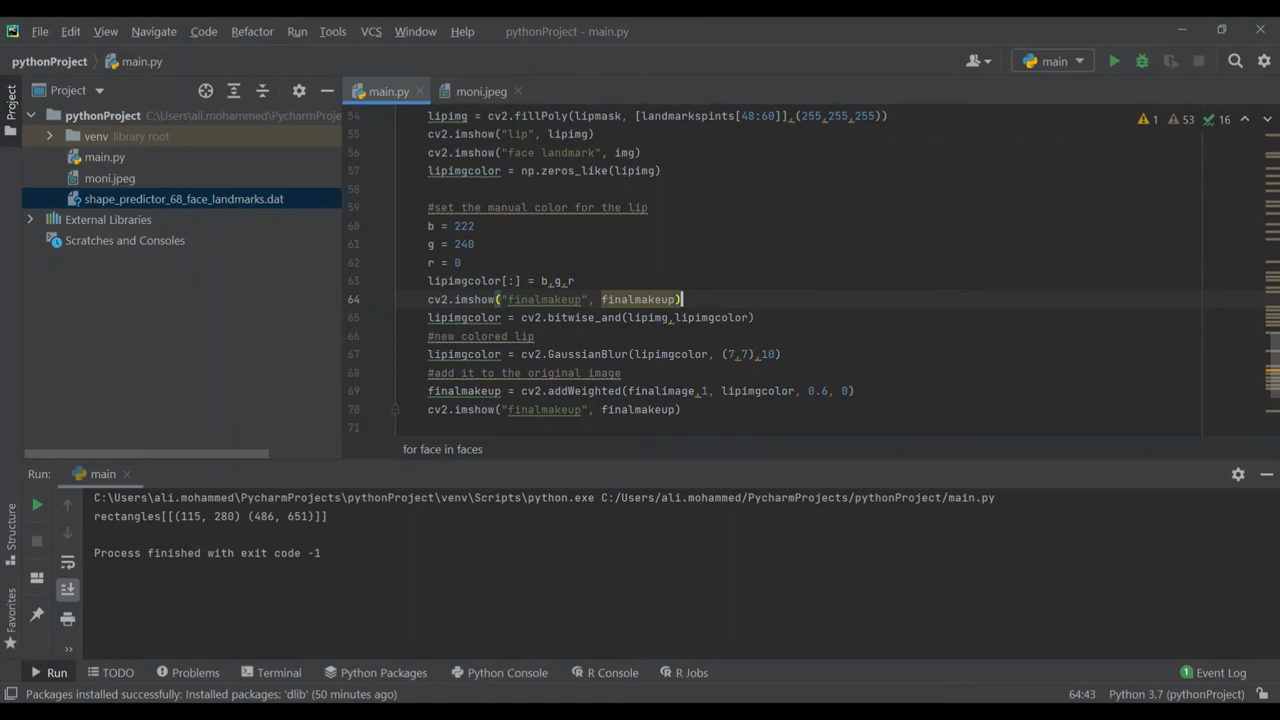 File Edit View Navigate Code Refactor Run Tools VCS Window Help pythonProject - main.py
pythonProject main.py main
Project
Project
main.py
moni.jpeg
pythonProject C:\Users\ali.mohammed\PycharmProje
venv library root
main.py
moni.jpeg
shape_predictor_68_face_landmarks.dat
External Libraries
Scratches and Consoles
1 53 16
54 lipimg = cv2.fillPoly(lipmask, [landmarkspints[48:60]],(255,255,255))
55 cv2.imshow("lip", lipimg)
56 cv2.imshow("face landmark", img)
57 lipimgcolor = np.zeros_like(lipimg)
58
59 #set the manual color for the lip
60 b = 222
61 g = 240
62 r = 0
63 lipimgcolor[:] = b,g,r
64 cv2.imshow("finalmakeup", finalmakeup)
65 lipimgcolor = cv2.bitwise_and(lipimg,lipimgcolor)
66 #new colored lip
67 lipimgcolor = cv2.GaussianBlur(lipimgcolor, (7,7),10)
68 #add it to the original image
69 finalmakeup = cv2.addWeighted(finalimage,1, lipimgcolor, 0.6, 0)
70 cv2.imshow("finalmakeup", finalmakeup)
71
for face in faces
Run: main
C:\Users\ali.mohammed\PycharmProjects\pythonProject\venv\Scripts\python.exe C:/Users/ali.mohammed/PycharmProjects/pythonProject/main.py
rectangles[[(115, 280) (486, 651)]]
Process finished with exit code -1
Structure
Favorites
Run TODO Problems Terminal Python Packages Python Console R Console R Jobs 1 Event Log
Packages installed successfully: Installed packages: 'dlib' (50 minutes ago) 64:43 Python 3.7 (pythonProject)